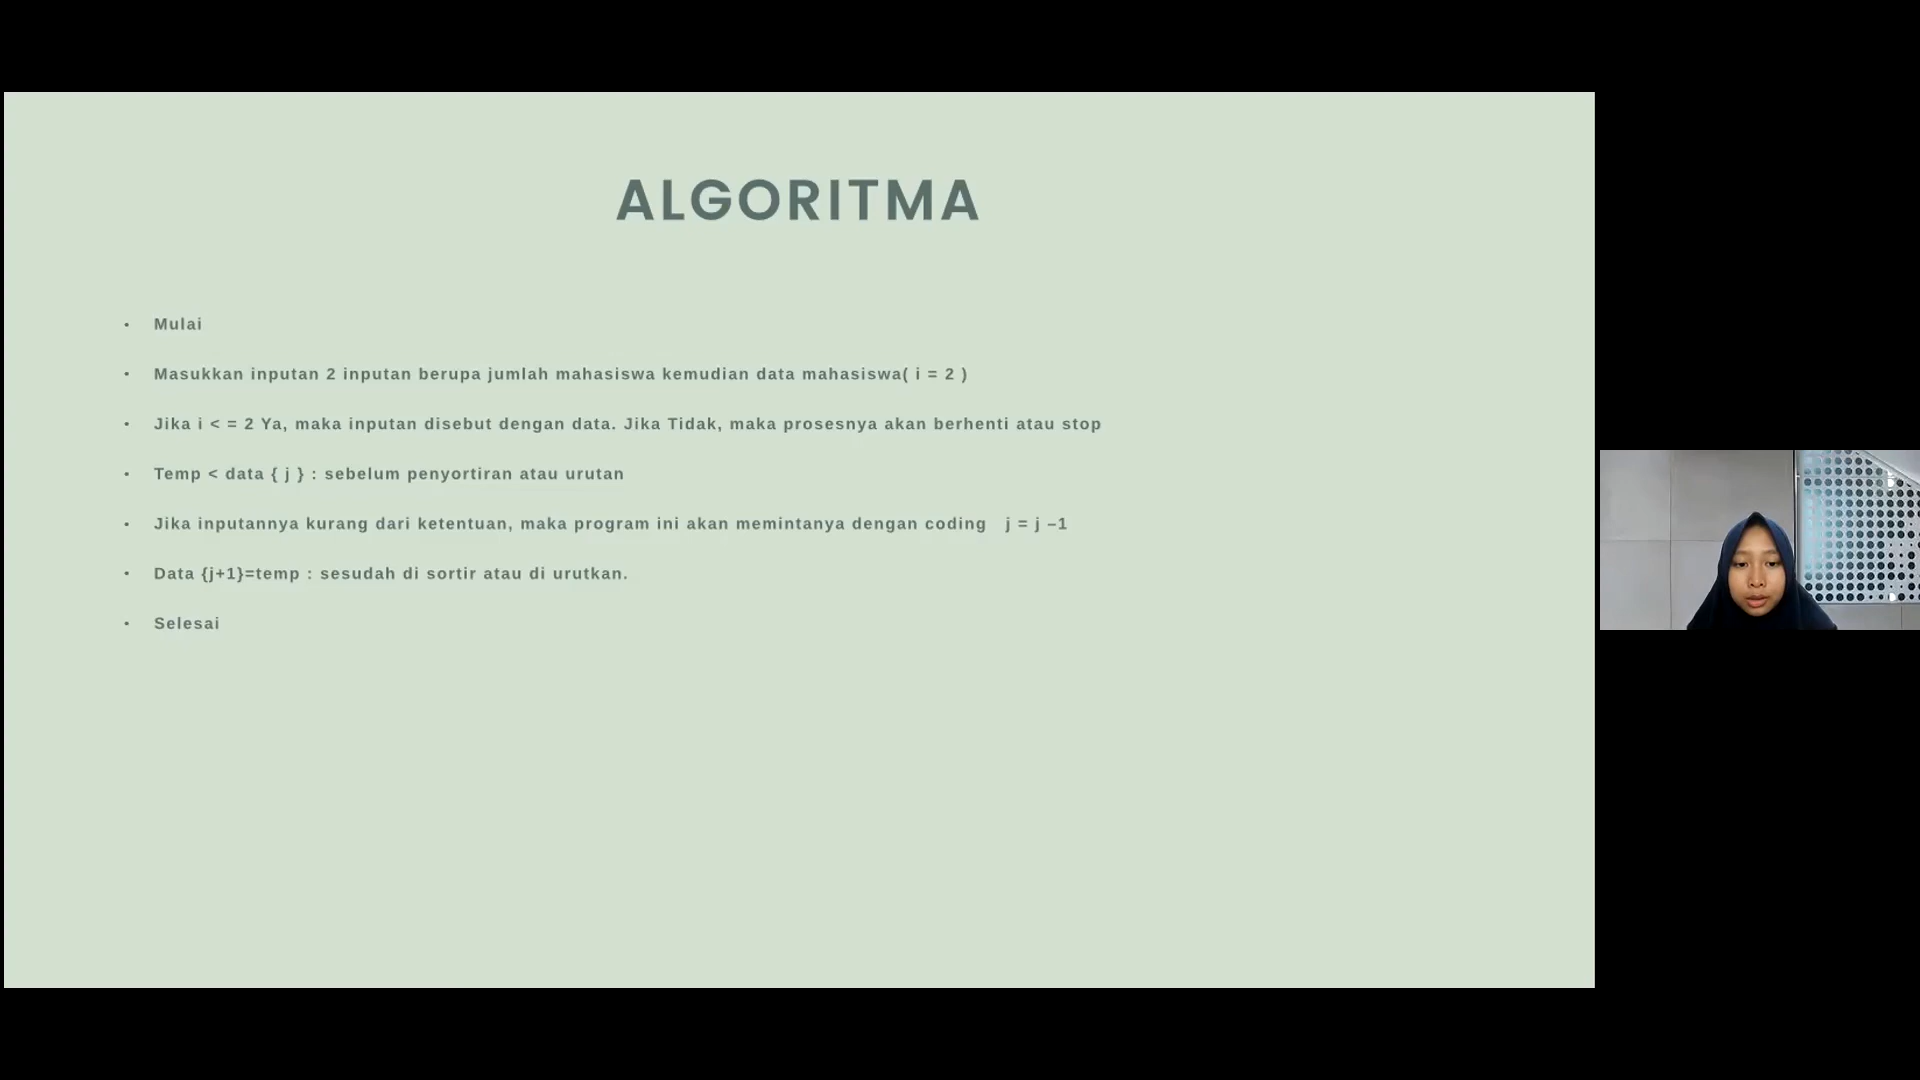 ALGORITMA
• Mulai
• Masukkan inputan 2 inputan berupa jumlah mahasiswa kemudian data mahasiswa( i = 2 )
• Jika i < = 2 Ya, maka inputan disebut dengan data. Jika Tidak, maka prosesnya akan berhenti atau stop
• Temp < data { j } : sebelum penyortiran atau urutan
• Jika inputannya kurang dari ketentuan, maka program ini akan memintanya dengan coding   j = j –1
• Data {j+1}=temp : sesudah di sortir atau di urutkan.
• Selesai